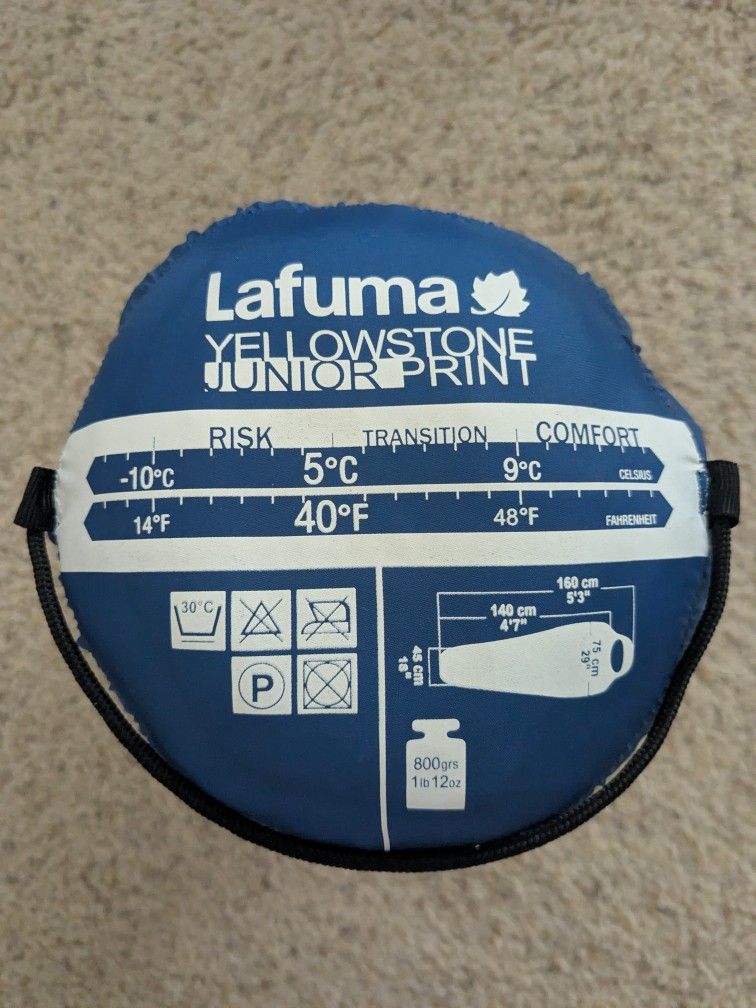 Lafuma
YELLOWSTONE
JUNIOR PRINT
RISK TRANSITION COMFORT
-10°C 5°C 9°C CELSIUS
14°F 40°F 48°F FAHRENHEIT
30°C
P
160 cm
5'3"
140 cm
4'7"
45 cm
18"
75 cm
29"
800grs
1lb12oz